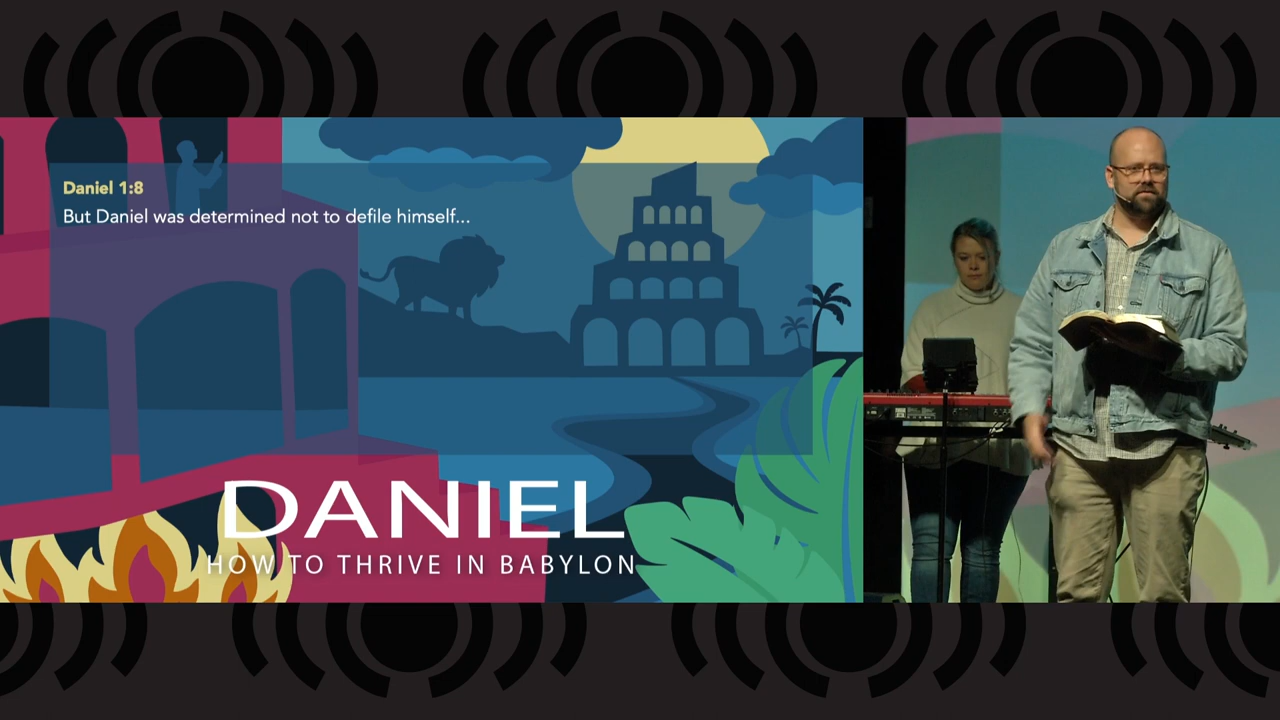 Daniel 1:8
But Daniel was determined not to defile himself...
DANIEL
HOW TO THRIVE IN BABYLON